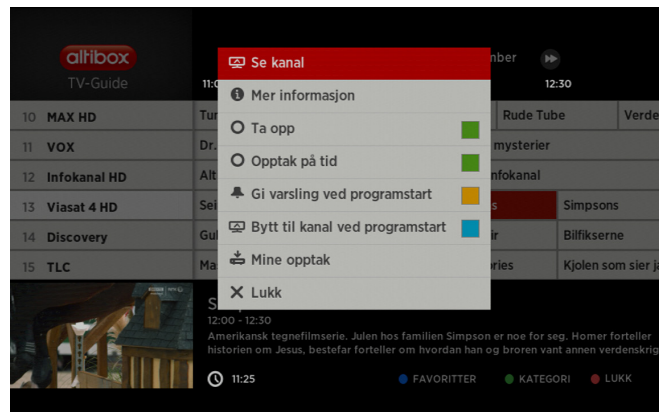 altibox
TV-Guide
mber
12:30
Se kanal
Mer informasjon
Ta opp
Opptak på tid
Gi varsling ved programstart
Bytt til kanal ved programstart
Mine opptak
Lukk
10 MAX HD
Rude Tube
11 VOX
Dr.
mysterier
12 Infokanal HD
nfokanal
13 Viasat 4 HD
Simpsons
14 Discovery
Bilfikserne
15 TLC
Kjolen som sier
12:00 - 12:30
Amerikansk tegnefilmserie. Julen hos familien Simpson er noe for seg. Homer forteller
historien om Jesus, bestefar forteller om hvordan han og broren vant annen verdenskrig
11:25
FAVORITTER
KATEGORI
LUKK